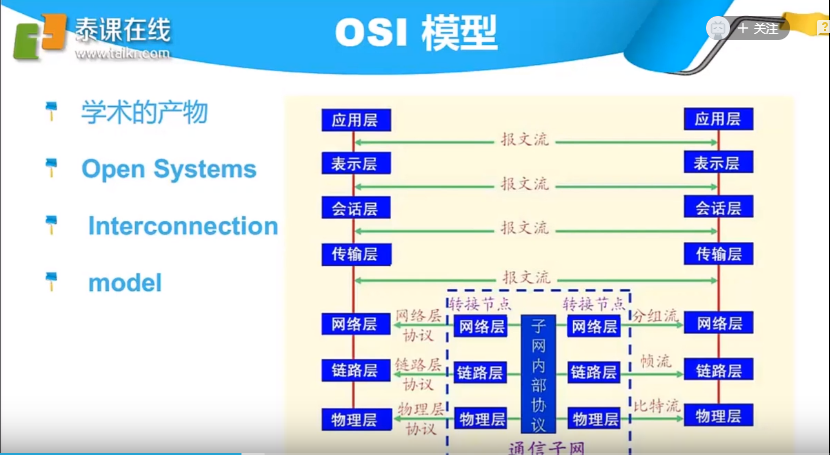 泰课在线
www.taikr.com
OSI 模型
+ 关注
学术的产物
Open Systems
Interconnection
model
应用层
应用层
报文流
表示层
表示层
报文流
会话层
会话层
报文流
传输层
传输层
报文流
转接节点
转接节点
网络层
网络层
协议
网络层
子网内部协议
网络层
分组流
网络层
链路层
链路层
协议
链路层
链路层
帧流
链路层
物理层
物理层
协议
物理层
物理层
比特流
物理层
通信子网